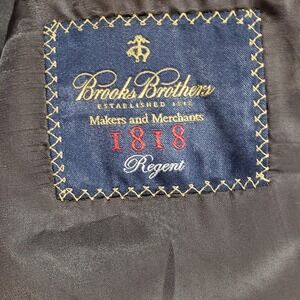 Brooks Brothers
ESTABLISHED 1818
Makers and Merchants
1818
Regent